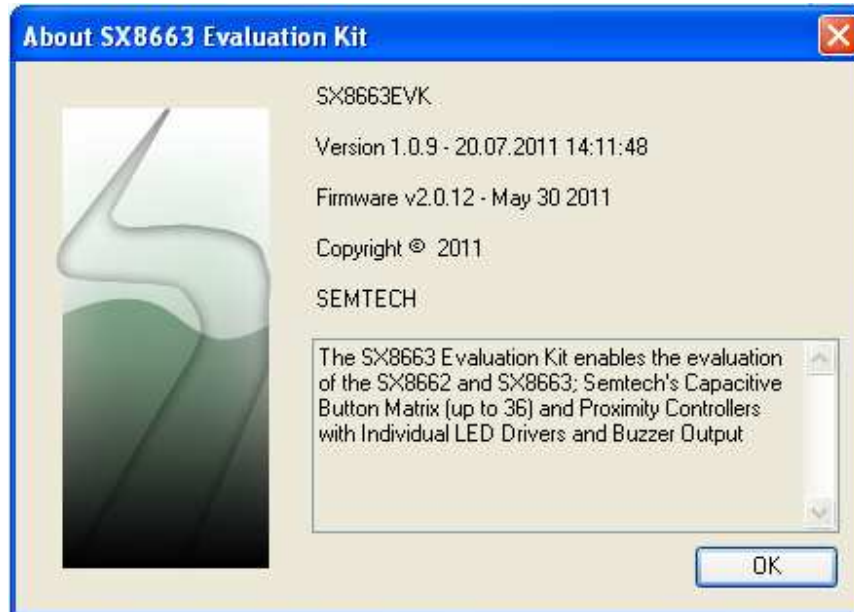 About SX8663 Evaluation Kit
SX8663EVK
Version 1.0.9 - 20.07.2011 14:11:48
Firmware v2.0.12 - May 30 2011
Copyright © 2011
SEMTECH
The SX8663 Evaluation Kit enables the evaluation
of the SX8662 and SX8663; Semtech's Capacitive
Button Matrix (up to 36) and Proximity Controllers
with Individual LED Drivers and Buzzer Output
OK